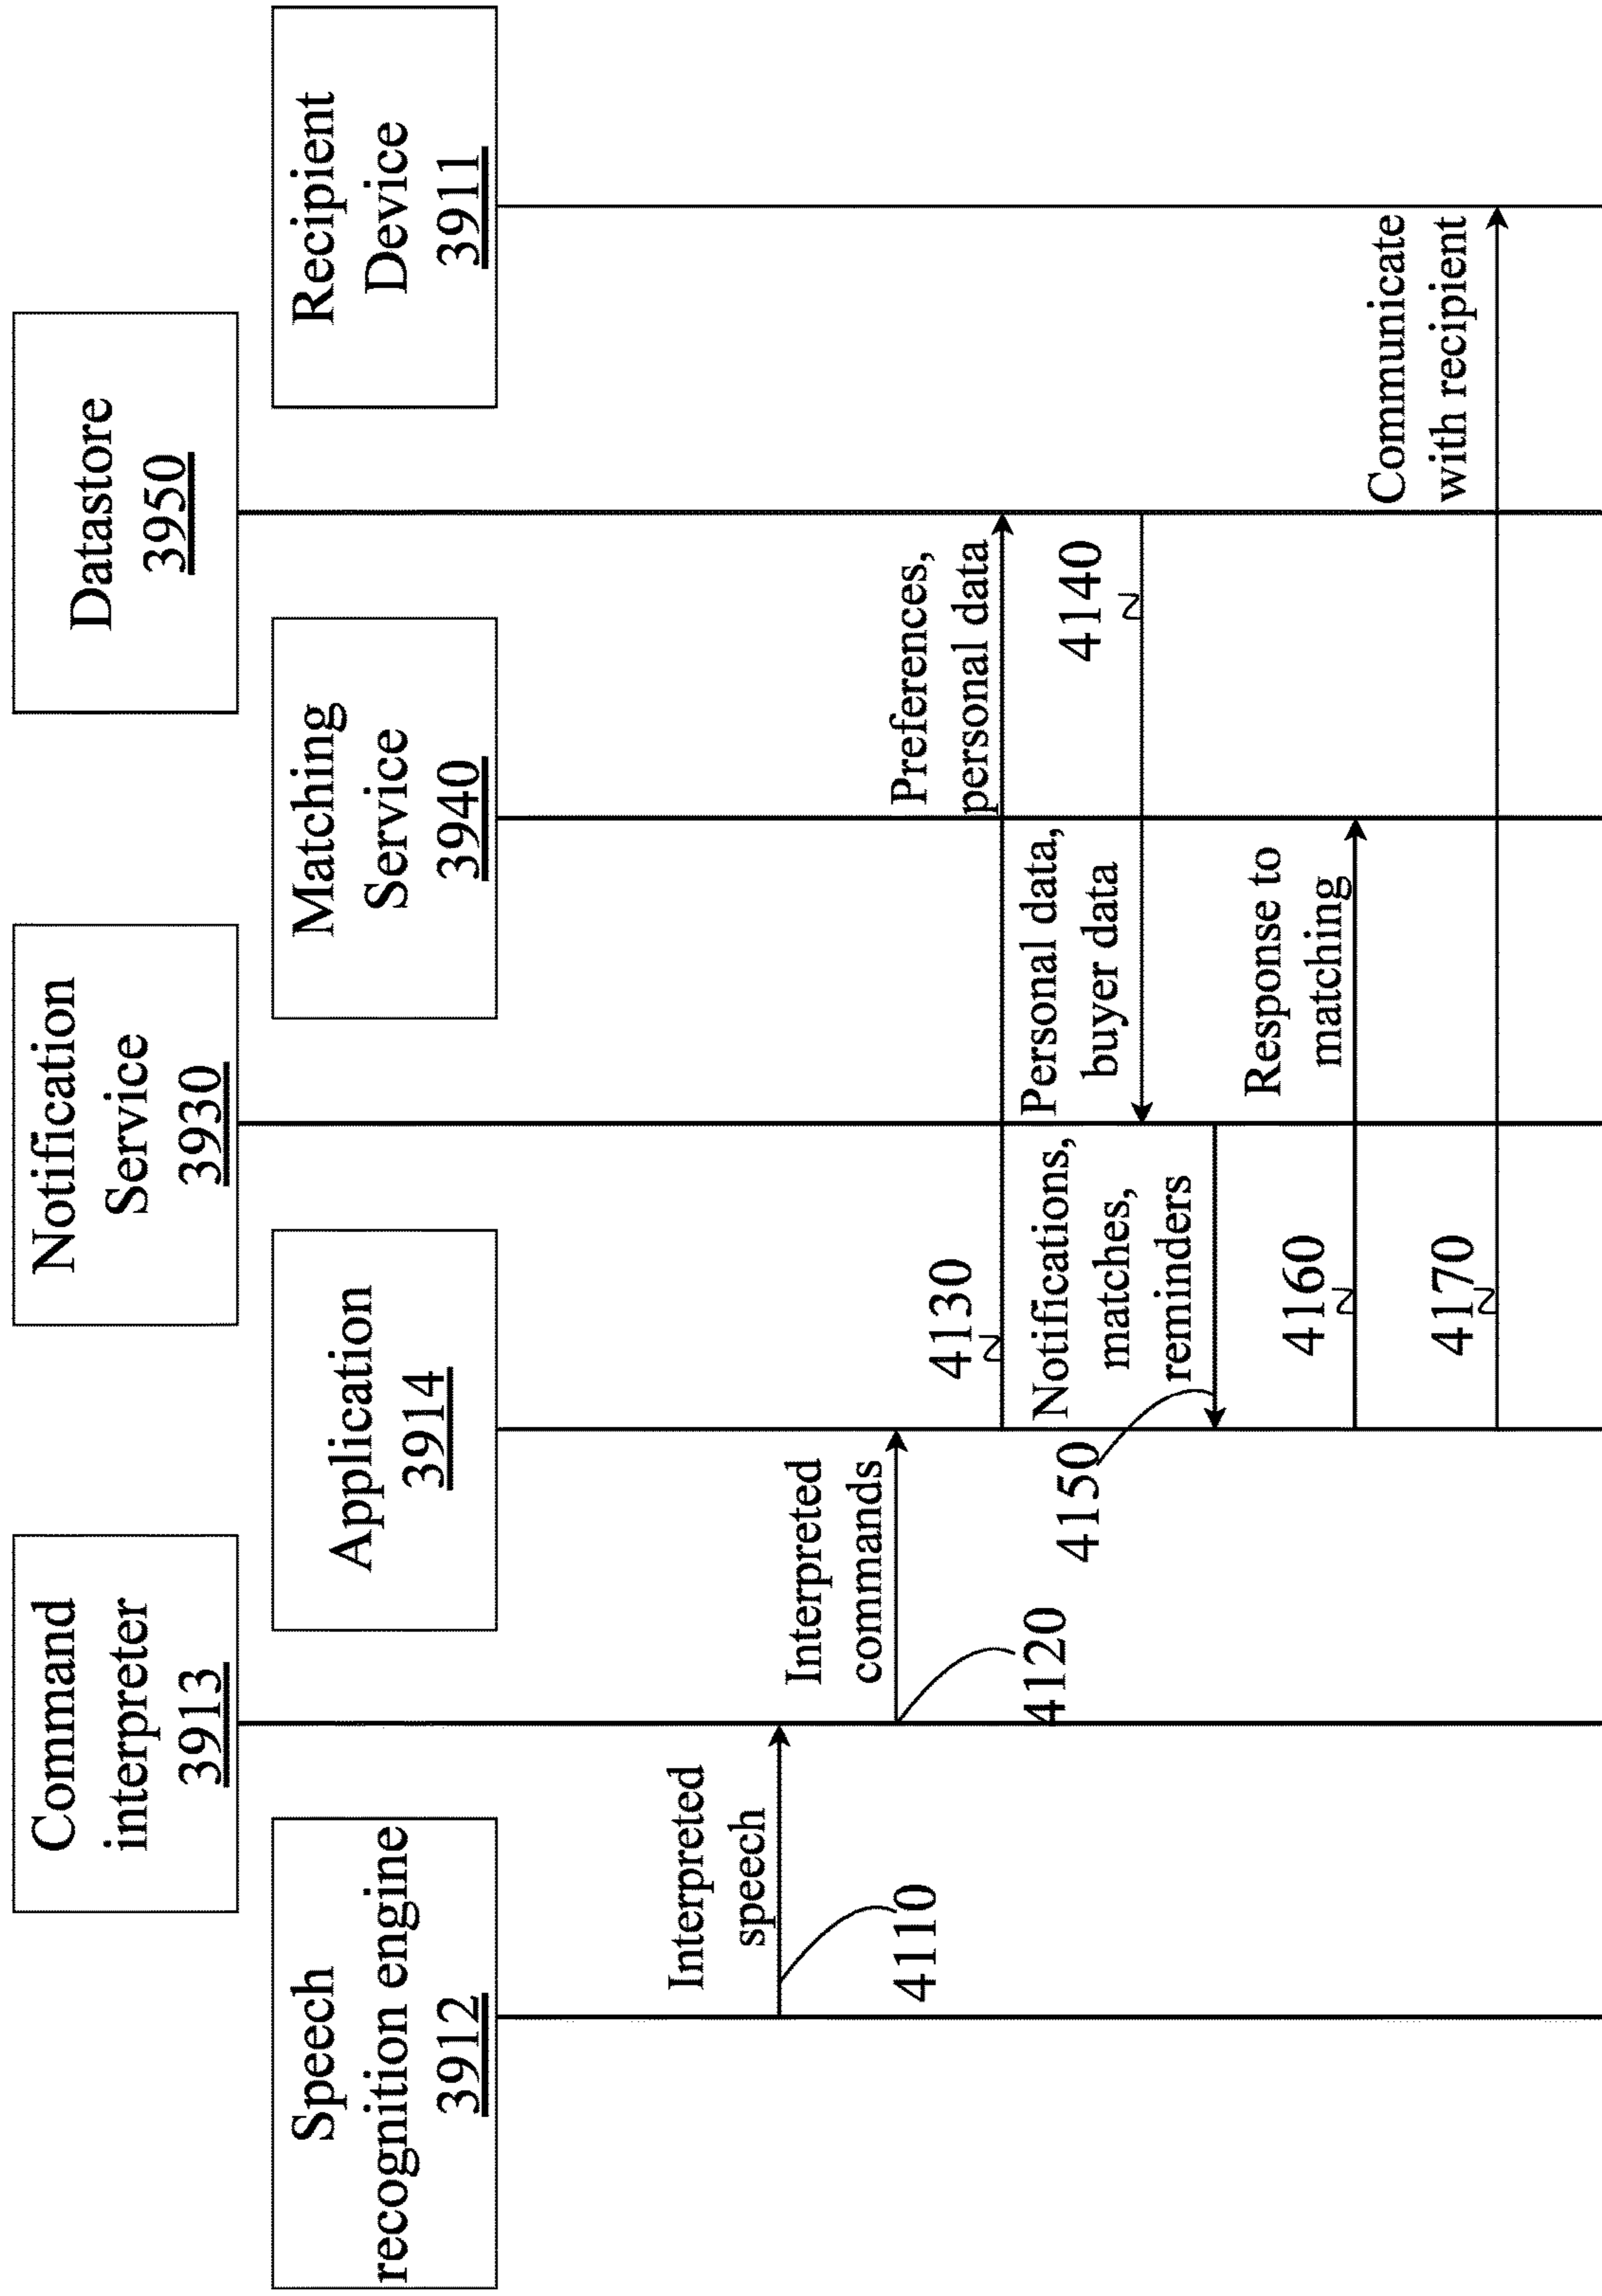 Speech
recognition engine
3912
Command
interpreter
3913
Application
3914
Notification
Service
3930
Matching
Service
3940
Datastore
3950
Recipient
Device
3911
Interpreted
speech
4110
Interpreted
commands
4120
4130
Preferences,
personal data
Personal data,
buyer data
4140
Notifications,
matches,
reminders
4150
Response to
matching
4160
Communicate
with recipient
4170